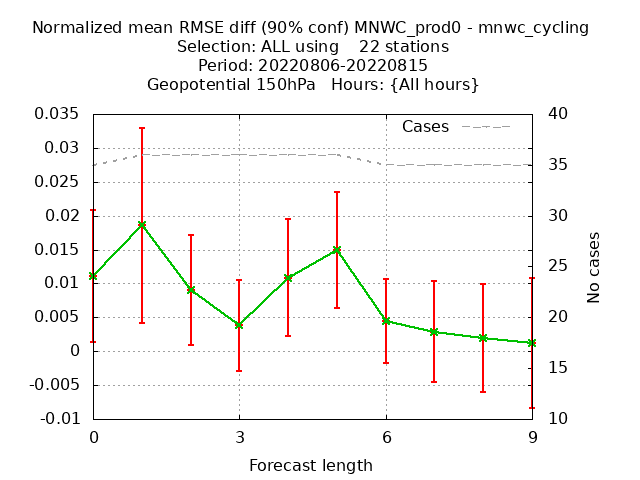 Normalized mean RMSE diff (90% conf) MNWC_prod0 - mnwc_cycling
Selection: ALL using 22 stations
Period: 20220806-20220815
Geopotential 150hPa Hours: {All hours}
0.035
0.03
0.025
0.02
0.015
0.01
0.005
0
-0.005
-0.01
Cases
40
35
30
25
20
15
10
No cases
0 3 6 9
Forecast length